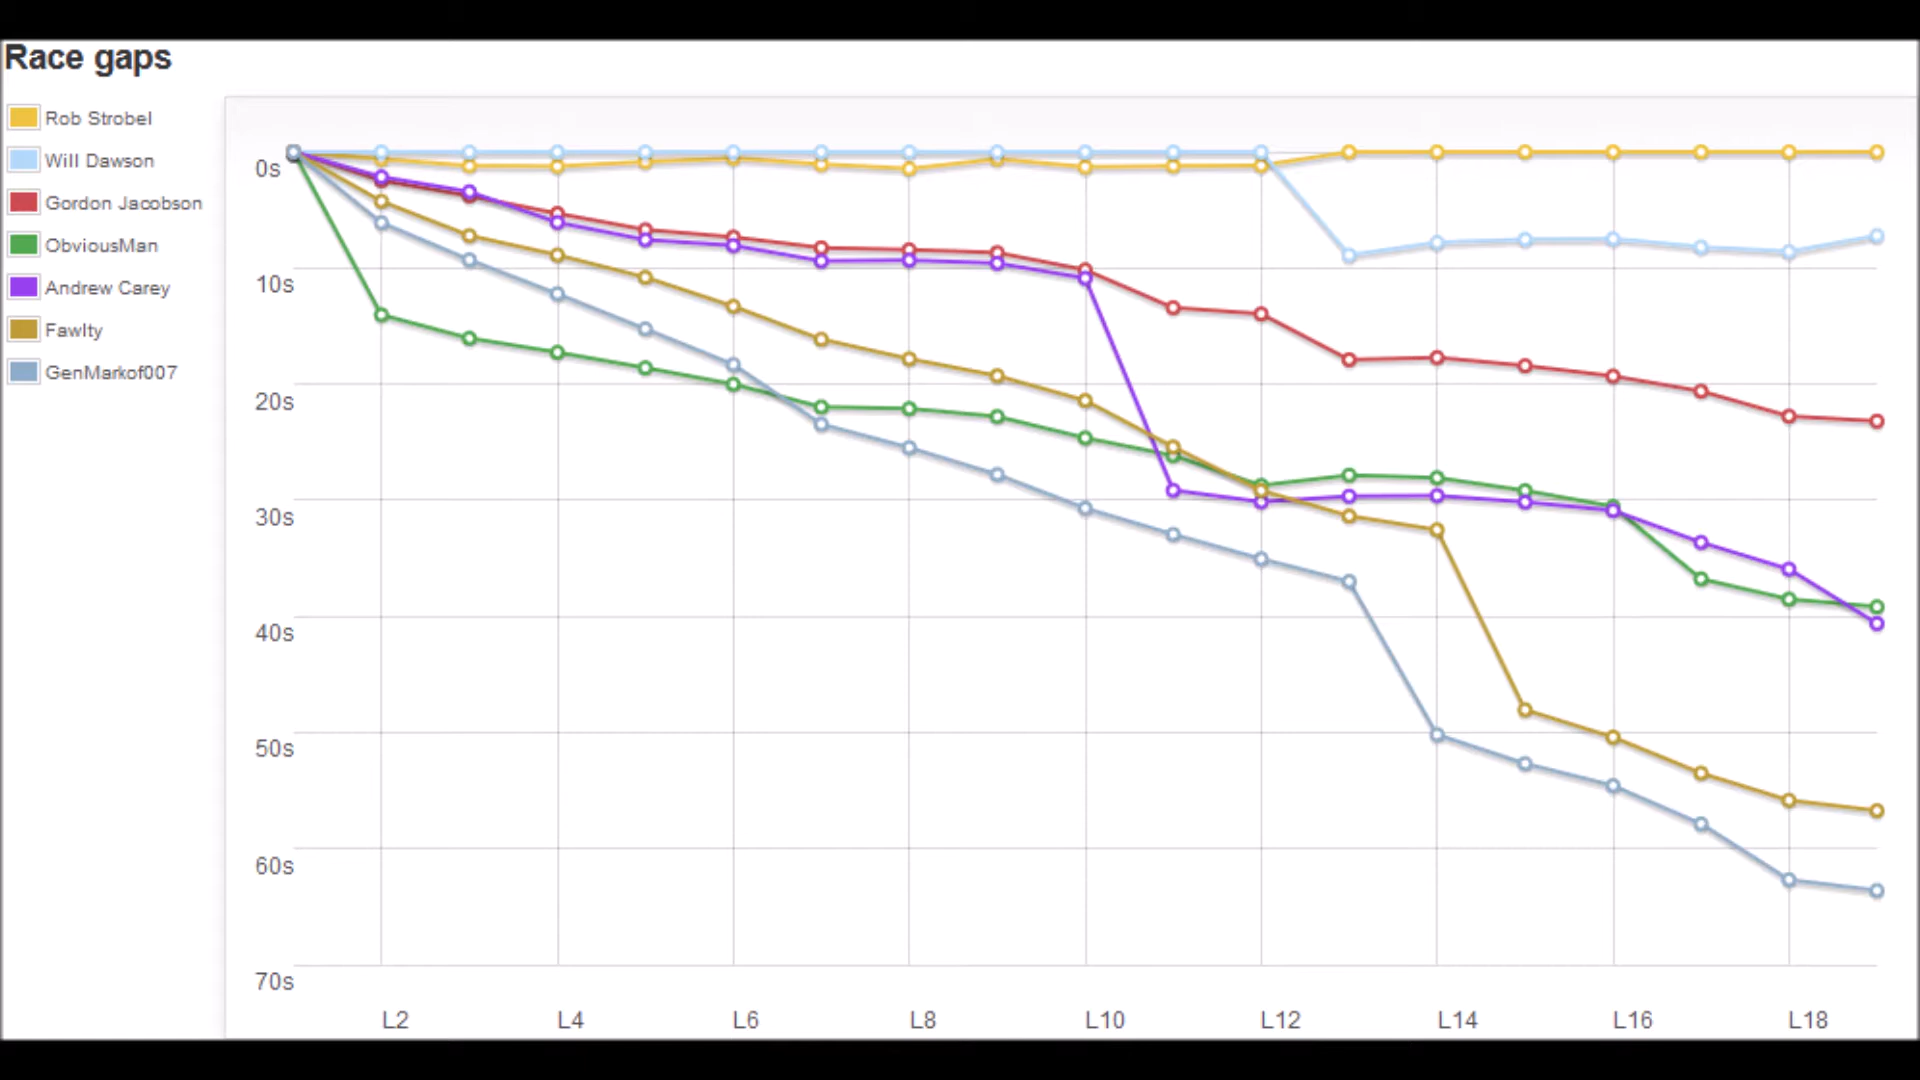 Race gaps
Rob Strobel
Will Dawson
Gordon Jacobson
ObviousMan
Andrew Carey
Fawlty
GenMarkof007
0s
10s
20s
30s
40s
50s
60s
70s
L2 L4 L6 L8 L10 L12 L14 L16 L18